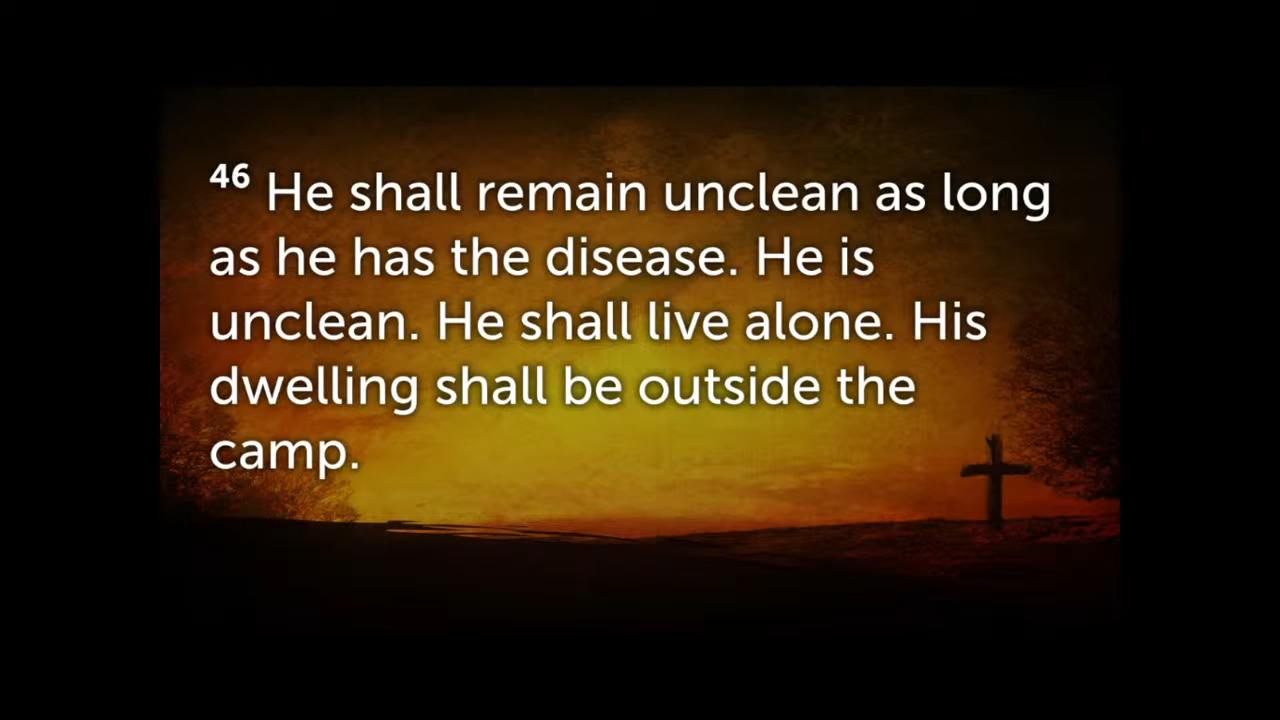 46 He shall remain unclean as long
as he has the disease. He is
unclean. He shall live alone. His
dwelling shall be outside the
camp.